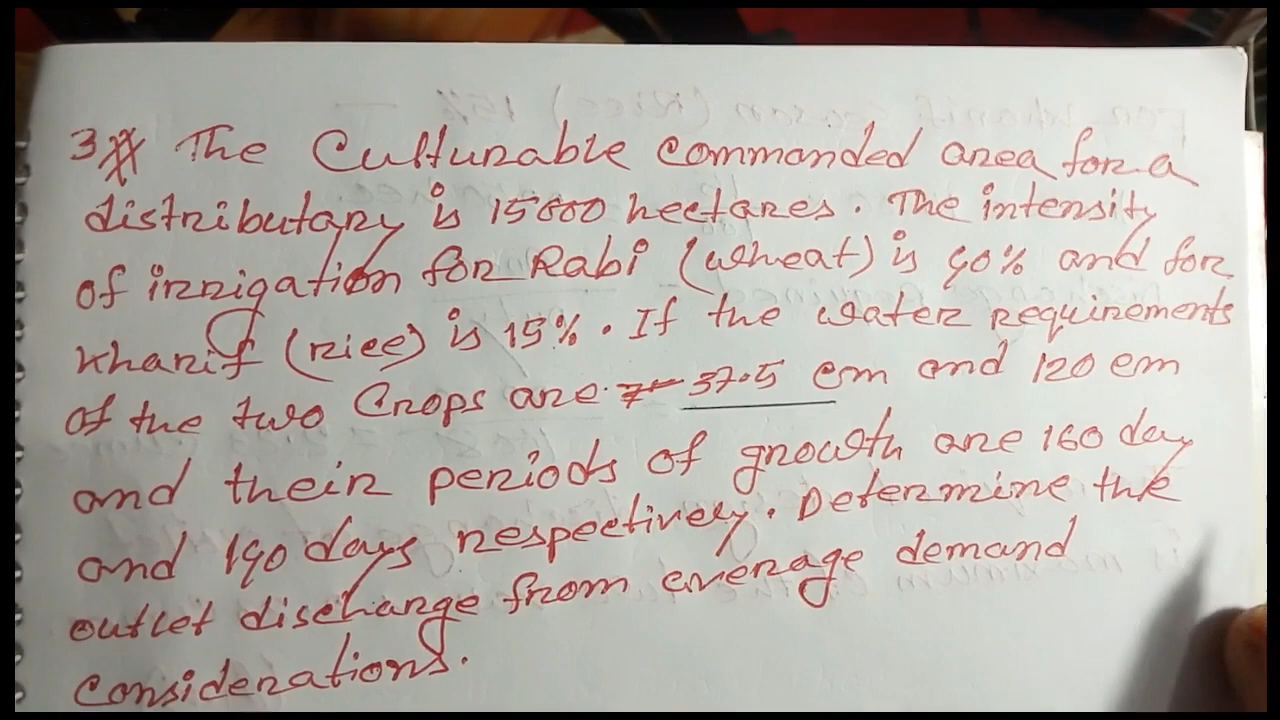 3 The Culturable commanded area for a
distributary is 15000 hectares. The intensity
of irrigation for Rabi (wheat) is 40% and for
kharif (rice) is 15%. If the water requirements
of the two Crops are 37.5 cm and 120 cm
and their periods of growth are 160 day
and 140 days respectively. Determine the
outlet discharge from average demand
considerations.